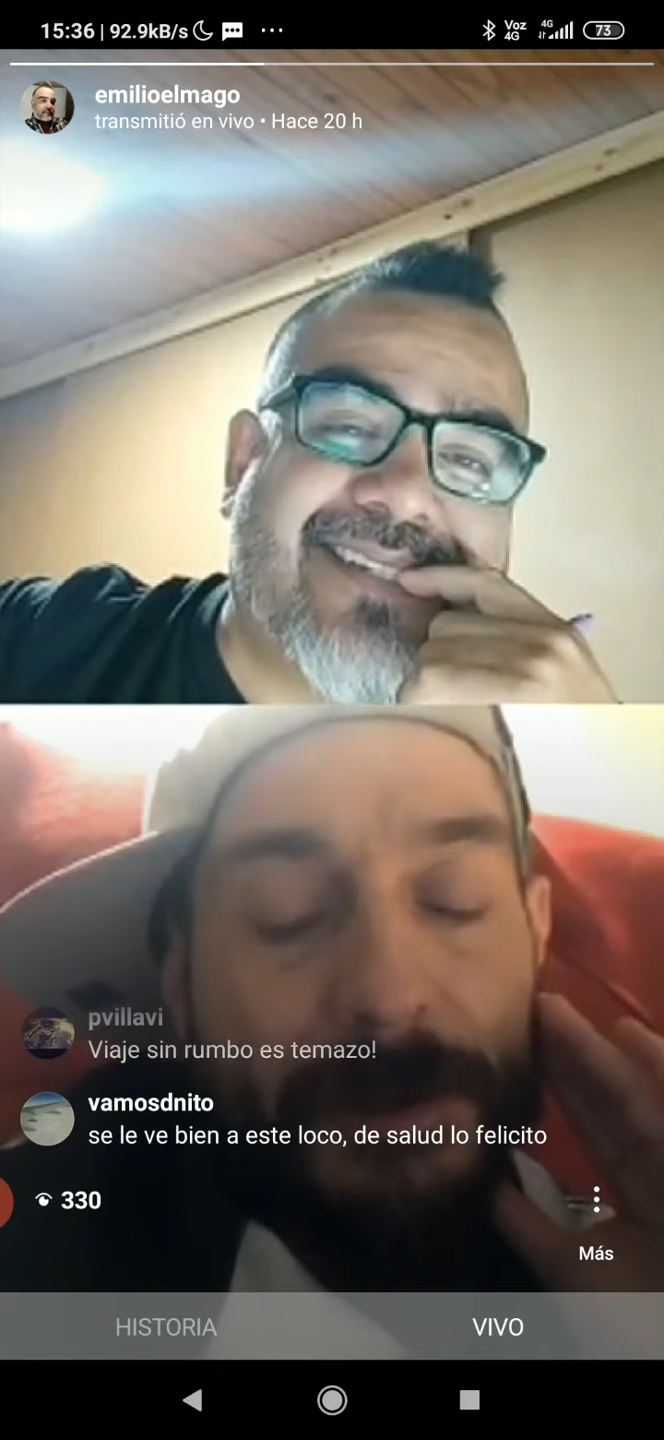 15:36 | 92.9kB/s
Voz 4G 4G 73
emilioelmago
transmitió en vivo • Hace 20 h
pvillavi
Viaje sin rumbo es temazo!
vamosdnito
se le ve bien a este loco, de salud lo felicito
330
Más
HISTORIA VIVO